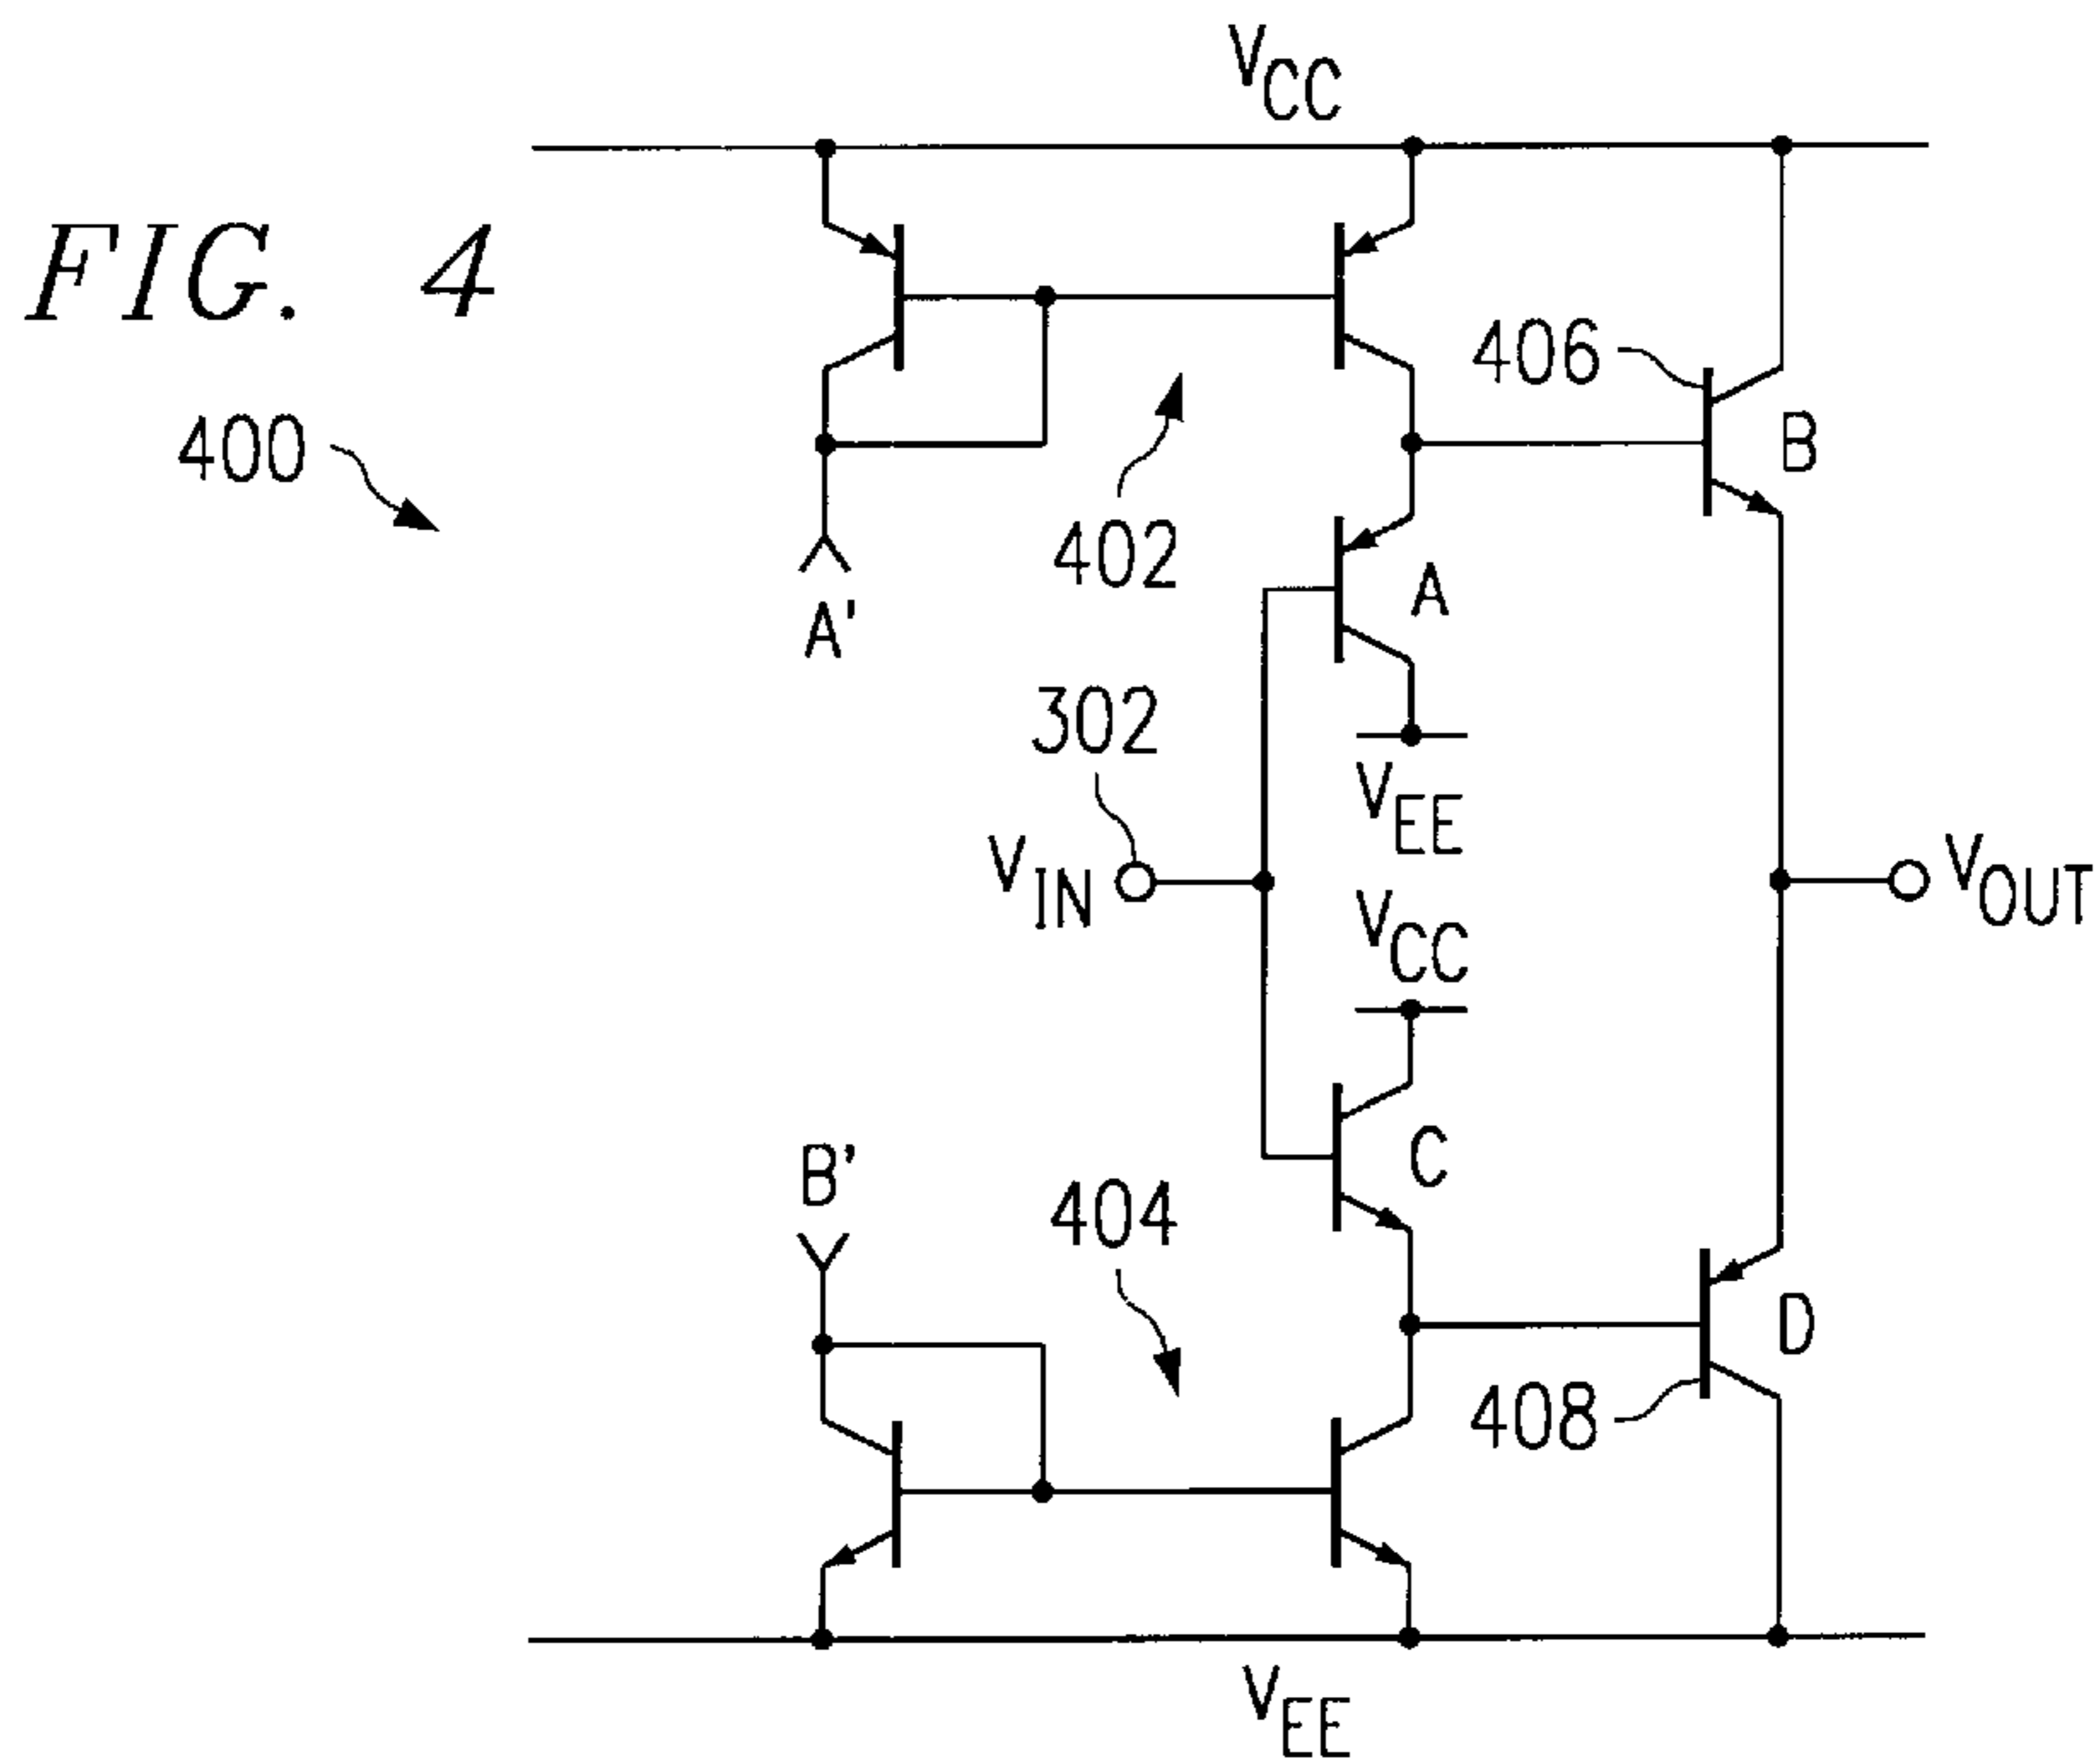 V_CC
FIG. 4
406
B
400
402
A
A'
302
V_EE
V_IN
V_OUT
V_CC
C
B'
404
D
408
V_EE